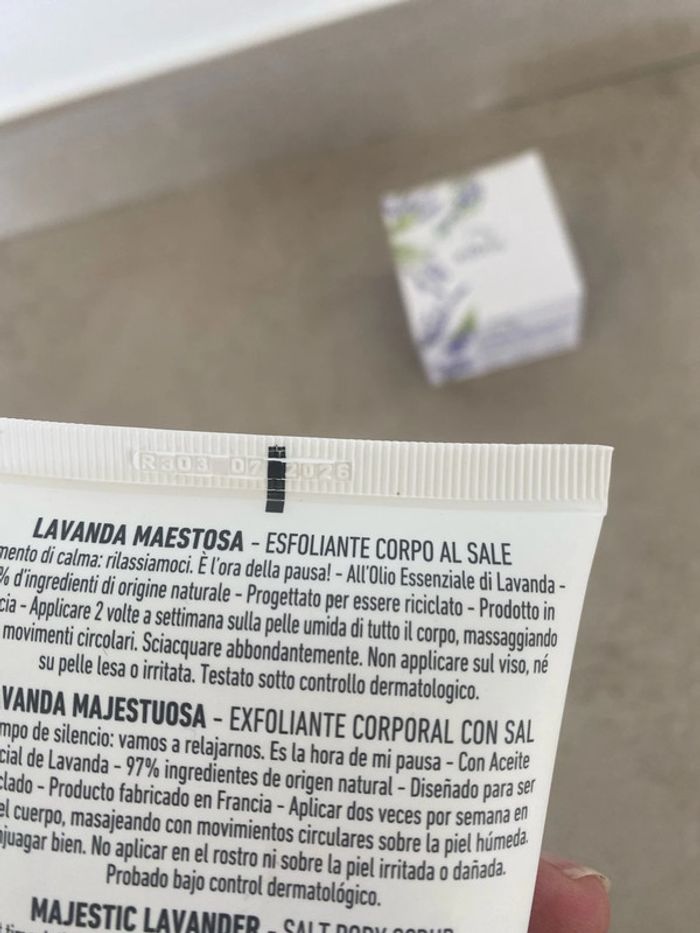 R303 07 2026
LAVANDA MAESTOSA - ESFOLIANTE CORPO AL SALE
mento di calma: rilassiamoci. È l'ora della pausa! - All'Olio Essenziale di Lavanda -
% d'ingredienti di origine naturale - Progettato per essere riciclato - Prodotto in
cia - Applicare 2 volte a settimana sulla pelle umida di tutto il corpo, massaggiando
movimenti circolari. Sciacquare abbondantemente. Non applicare sul viso, né
su pelle lesa o irritata. Testato sotto controllo dermatologico.
VANDA MAJESTUOSA - EXFOLIANTE CORPORAL CON SAL
mpo de silencio: vamos a relajarnos. Es la hora de mi pausa - Con Aceite
cial de Lavanda - 97% ingredientes de origen natural - Diseñado para ser
clado - Producto fabricado en Francia - Aplicar dos veces por semana en
el cuerpo, masajeando con movimientos circulares sobre la piel húmeda.
njuagar bien. No aplicar en el rostro ni sobre la piel irritada o dañada.
Probado bajo control dermatológico.
MAJESTIC LAVANDER - SALT BODY SCRUB